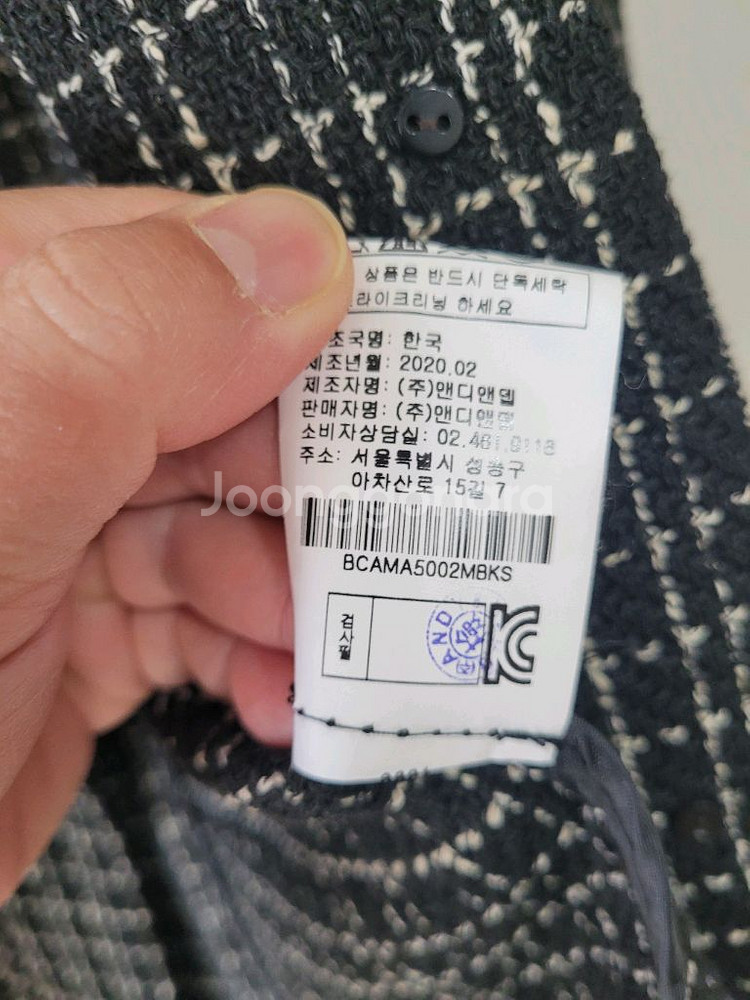 상품은 반드시 단독세탁
드라이크리닝 하세요
제조국명: 한국
제조년월: 2020.02
제조자명: (주)앤디앤뎁
판매자명: (주)앤디앤뎁
소비자상담실: 02.461.0118
주소: 서울특별시 성동구
아차산로 15길 7
Joonggonara
BCAMA5002MBKS
검사필
AND